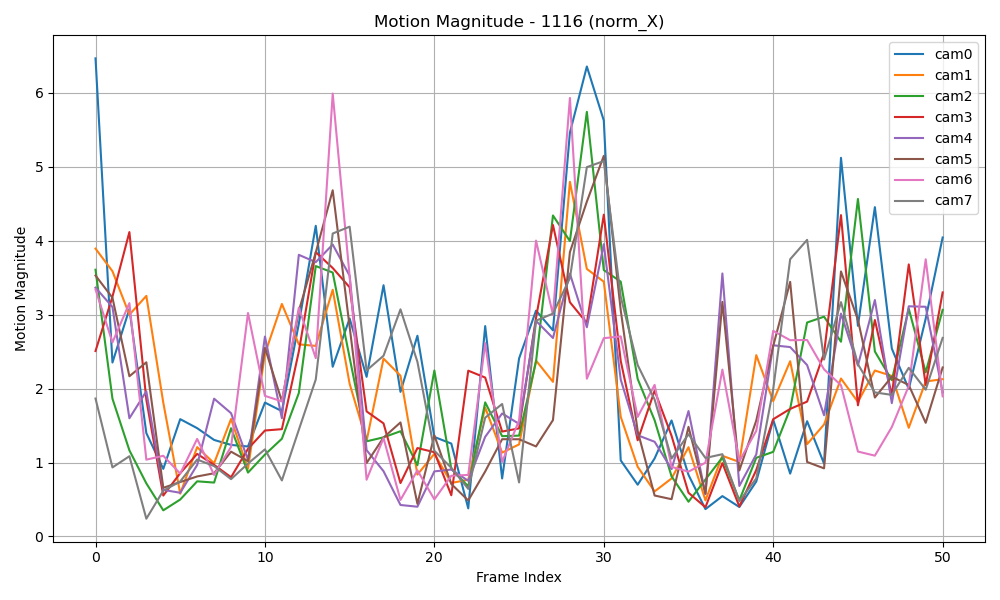 Motion Magnitude - 1116 (norm_X)
Motion Magnitude
6
5
4
3
2
1
0
0
10
20
30
40
50
Frame Index
cam0
cam1
cam2
cam3
cam4
cam5
cam6
cam7